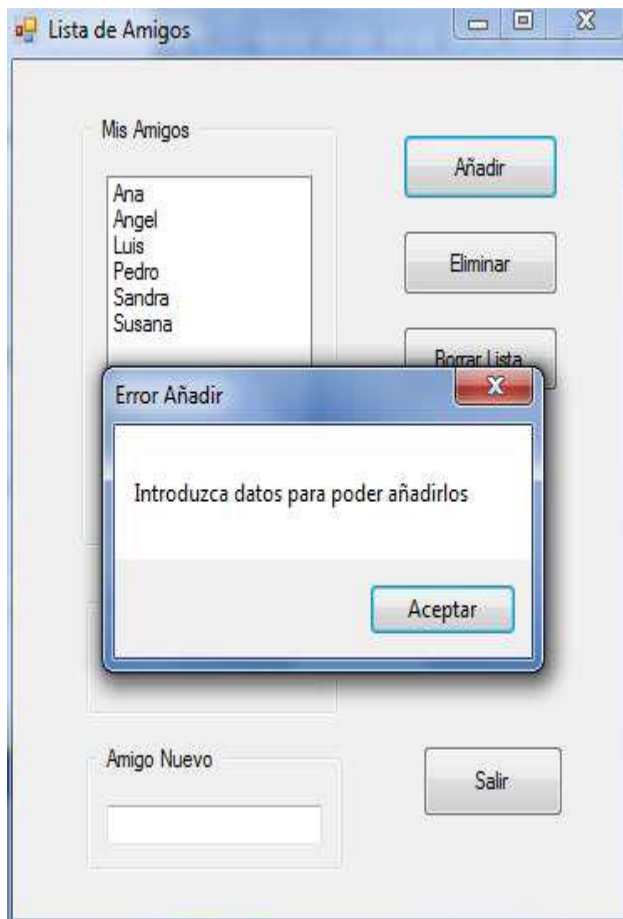 Lista de Amigos
Mis Amigos
Añadir
Ana
Angel
Luis
Pedro
Sandra
Susana
Eliminar
Borrar Lista
Error Añadir
Introduzca datos para poder añadirlos
Aceptar
Amigo Nuevo
Salir